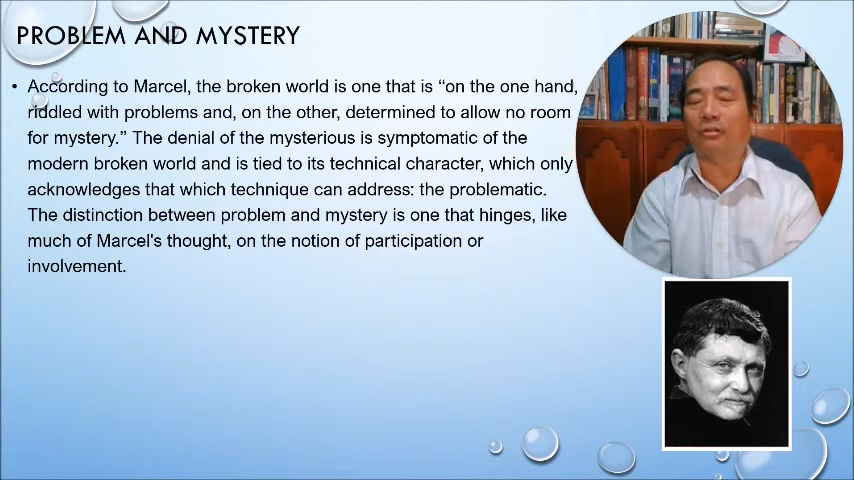 PROBLEM AND MYSTERY
• According to Marcel, the broken world is one that is “on the one hand,
riddled with problems and, on the other, determined to allow no room
for mystery.” The denial of the mysterious is symptomatic of the
modern broken world and is tied to its technical character, which only
acknowledges that which technique can address: the problematic.
The distinction between problem and mystery is one that hinges, like
much of Marcel's thought, on the notion of participation or
involvement.